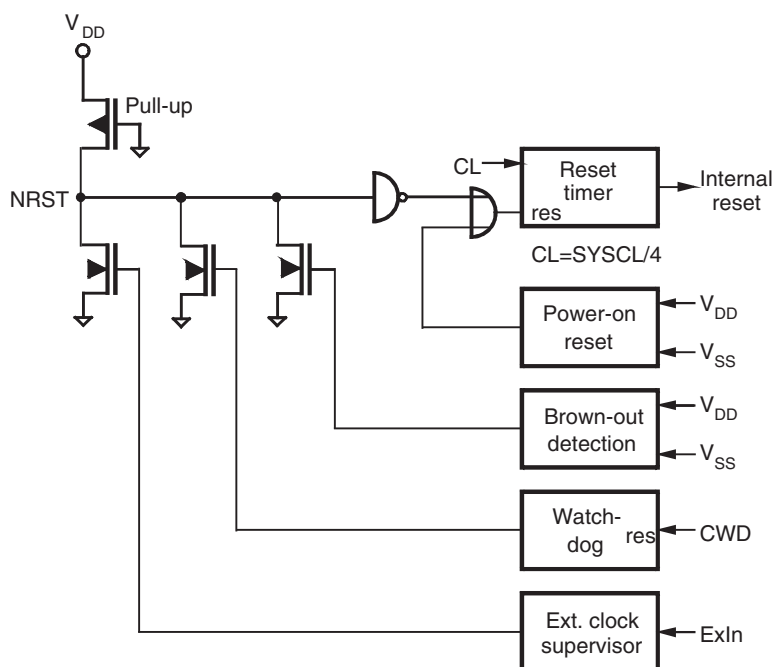 V_DD
Pull-up
NRST
CL
Reset
timer
res
Internal
reset
CL=SYSCL/4
Power-on
reset
V_DD
V_SS
Brown-out
detection
V_DD
V_SS
Watch-
dog
res
CWD
Ext. clock
supervisor
ExIn